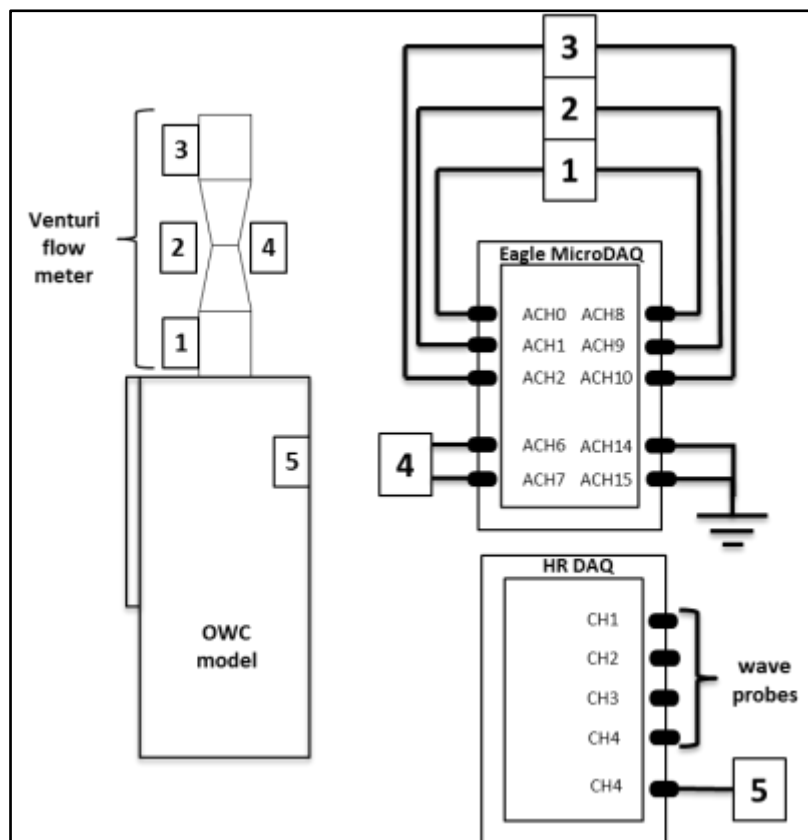 3
Venturi
flow
meter
2
4
1
5
OWC
model
3
2
1
Eagle MicroDAQ
ACH0 ACH8
ACH1 ACH9
ACH2 ACH10
4
ACH6 ACH14
ACH7 ACH15
HR DAQ
CH1
CH2
CH3
CH4
wave
probes
CH4
5